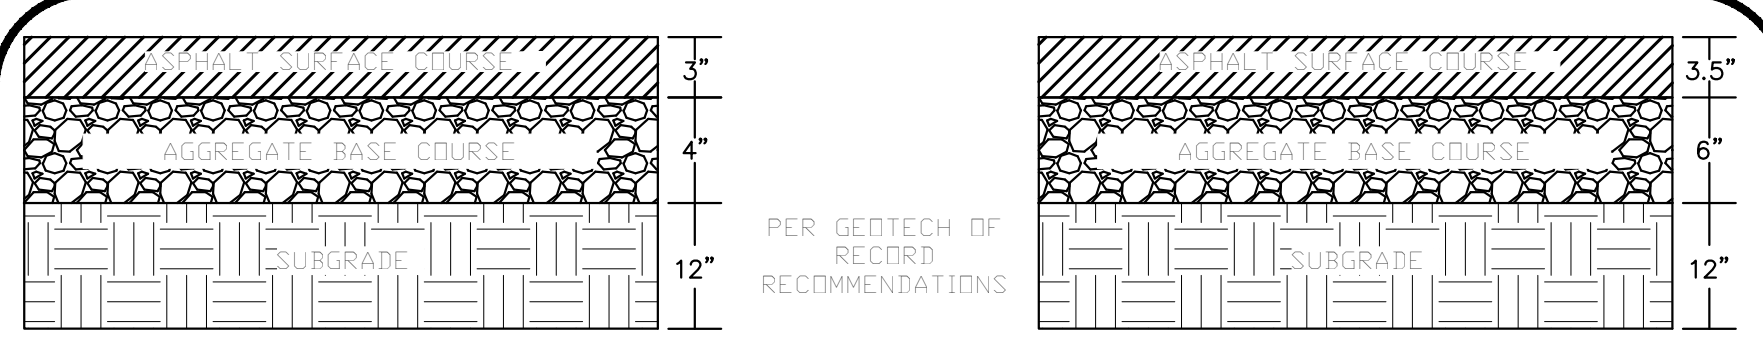 ASPHALT SURFACE COURSE
3”
AGGREGATE BASE COURSE
4”
SUBGRADE
12”
PER GEOTECH OF
RECORD
RECOMMENDATIONS
ASPHALT SURFACE COURSE
3.5”
AGGREGATE BASE COURSE
6”
SUBGRADE
12”